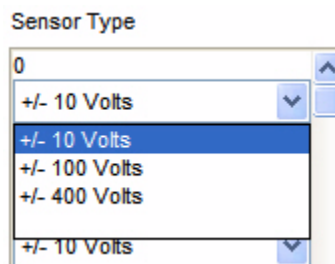 Sensor Type
0
+/- 10 Volts
+/- 10 Volts
+/- 100 Volts
+/- 400 Volts
+/- 10 Volts